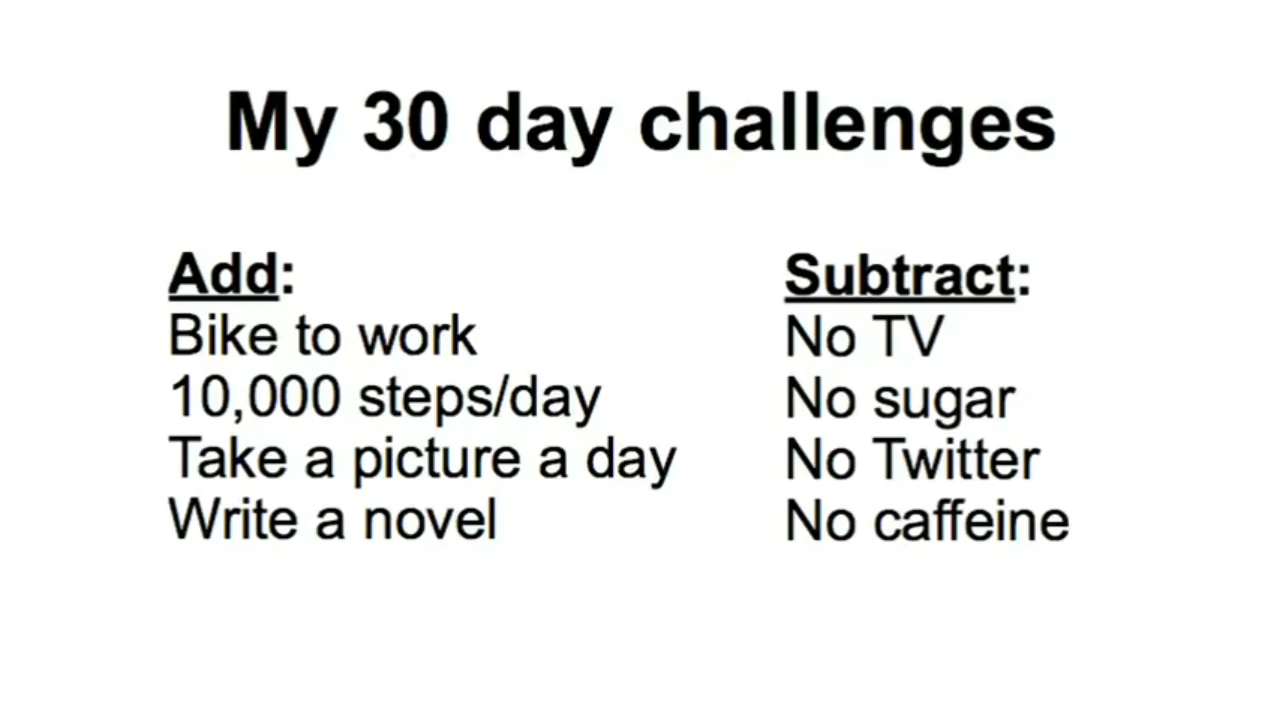 My 30 day challenges
Add:
Bike to work
10,000 steps/day
Take a picture a day
Write a novel
Subtract:
No TV
No sugar
No Twitter
No caffeine